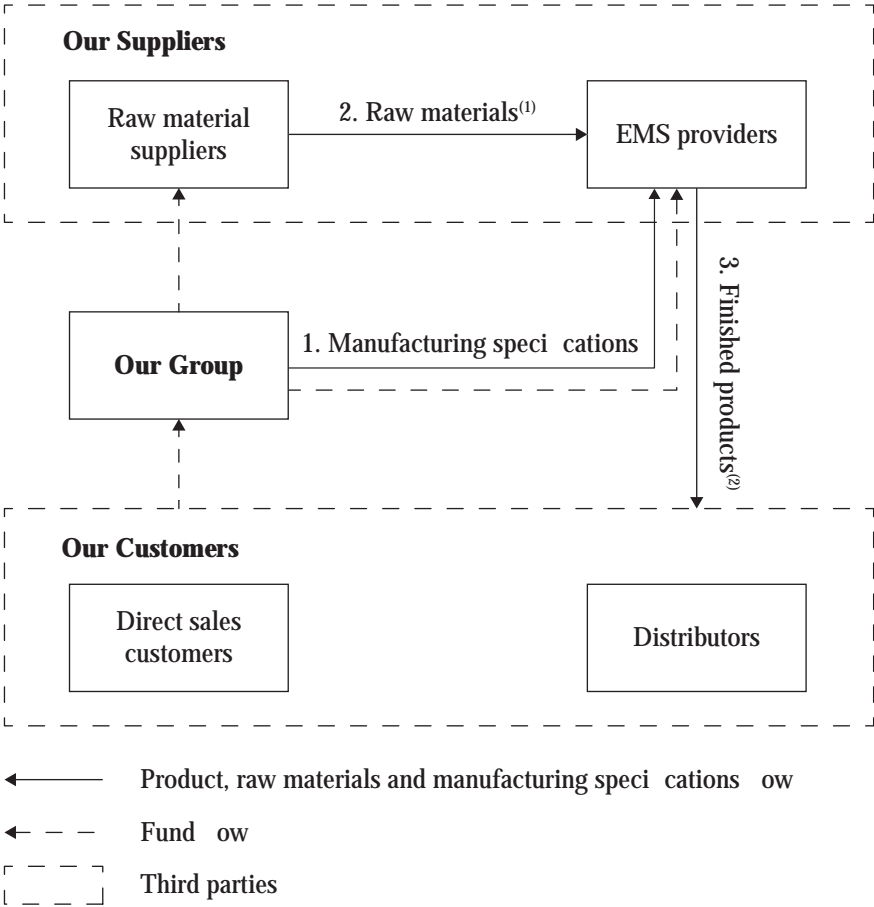 Our Suppliers
Raw material
suppliers
2. Raw materials(1)
EMS providers
Our Group
1. Manufacturing speci cations
3. Finished products(2)
Our Customers
Direct sales
customers
Distributors
Product, raw materials and manufacturing speci cations ow
Fund ow
Third parties